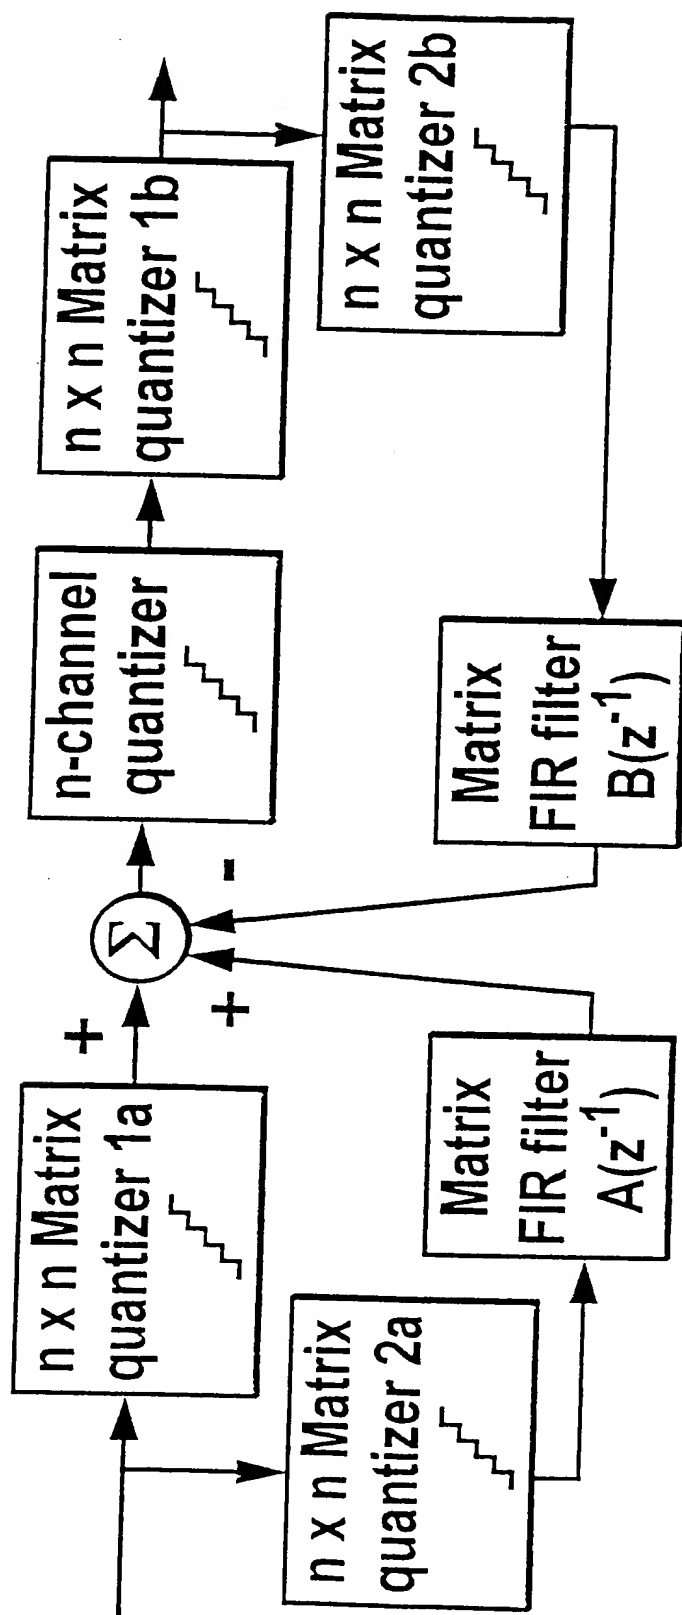 n x n Matrix
quantizer 1a
+
Σ
+
-
n-channel
quantizer
n x n Matrix
quantizer 1b
n x n Matrix
quantizer 2a
Matrix
FIR filter
A(z⁻¹)
Matrix
FIR filter
B(z⁻¹)
n x n Matrix
quantizer 2b